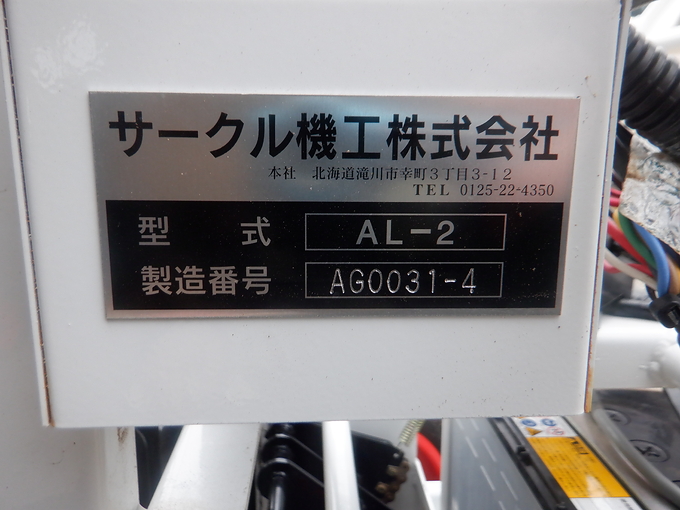 サークル機工株式会社
本社 北海道滝川市幸町3丁目3-12
TEL 0125-22-4350
型 式 AL-2
製造番号 AG0031-4